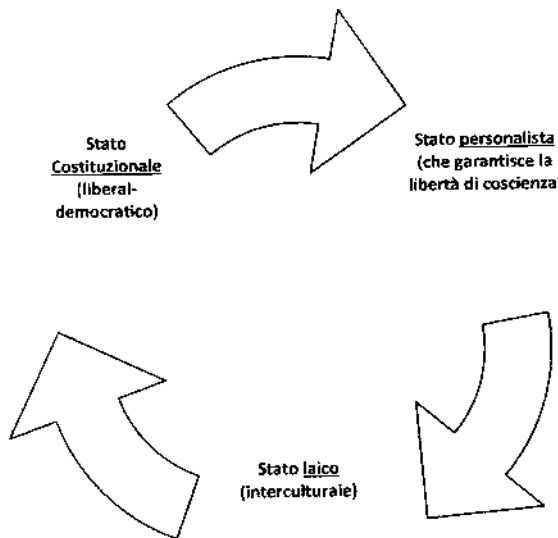 Stato
Costituzionale
(liberal-
democratico)
Stato personalista
(che garantisce la
libertà di coscienza
Stato laico
(interculturale)